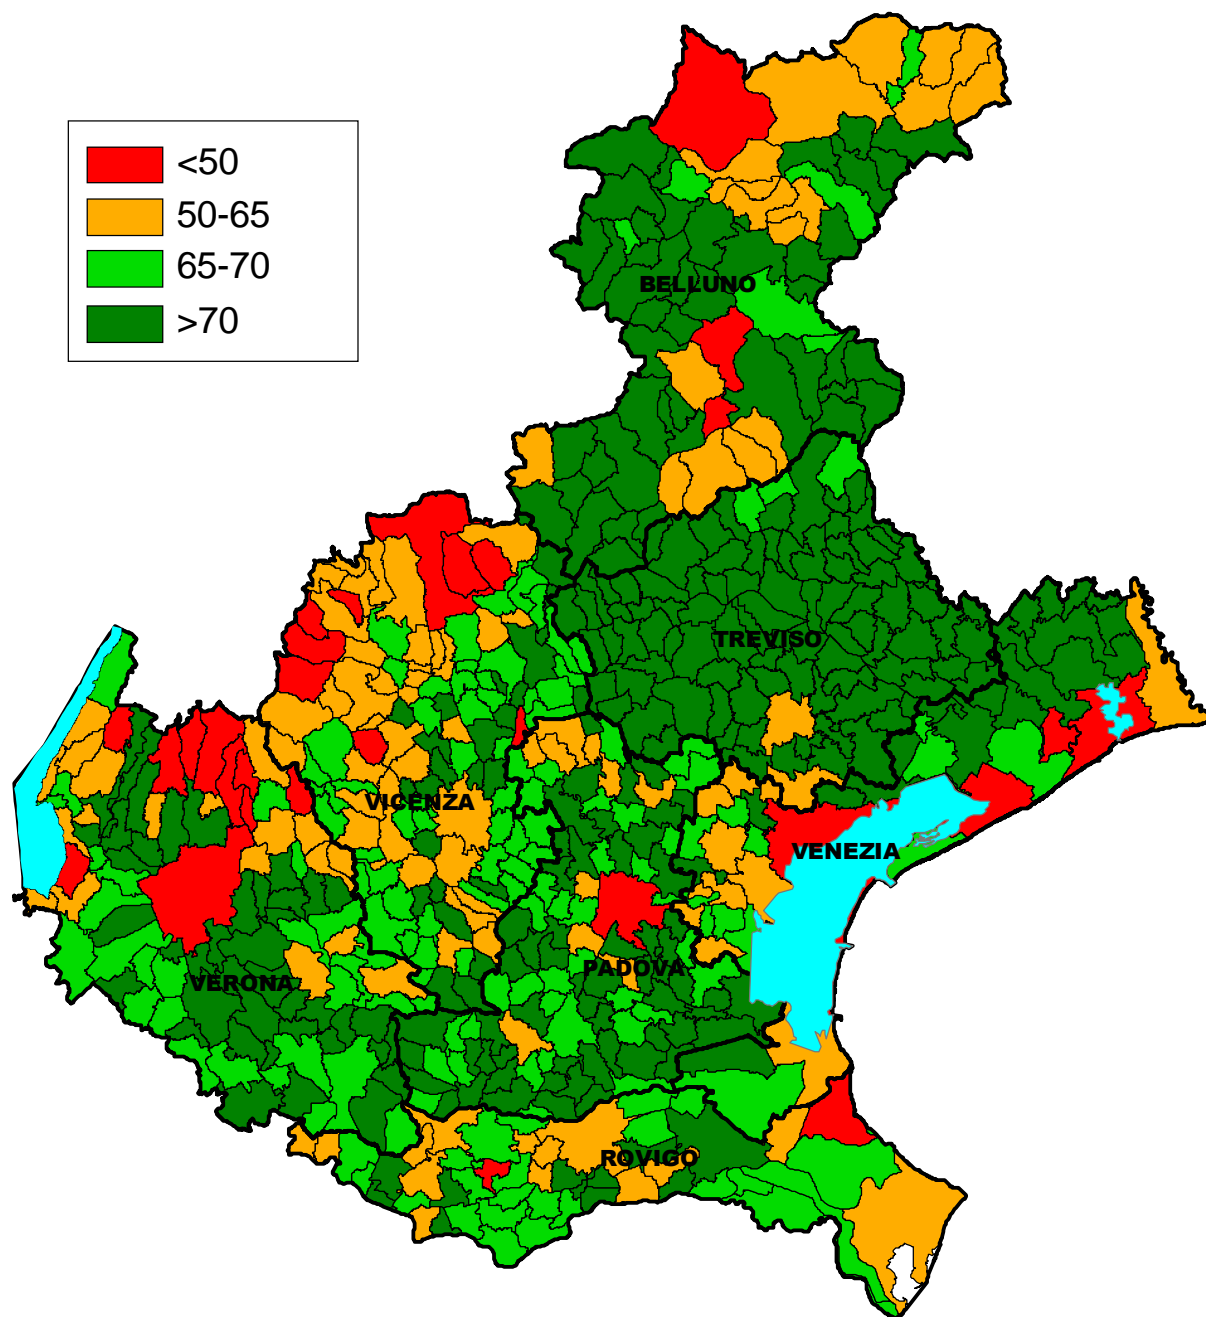 <50
50-65
65-70
>70
BELLUNO
TREVISO
VICENZA
VENEZIA
PADOVA
VERONA
ROVIGO